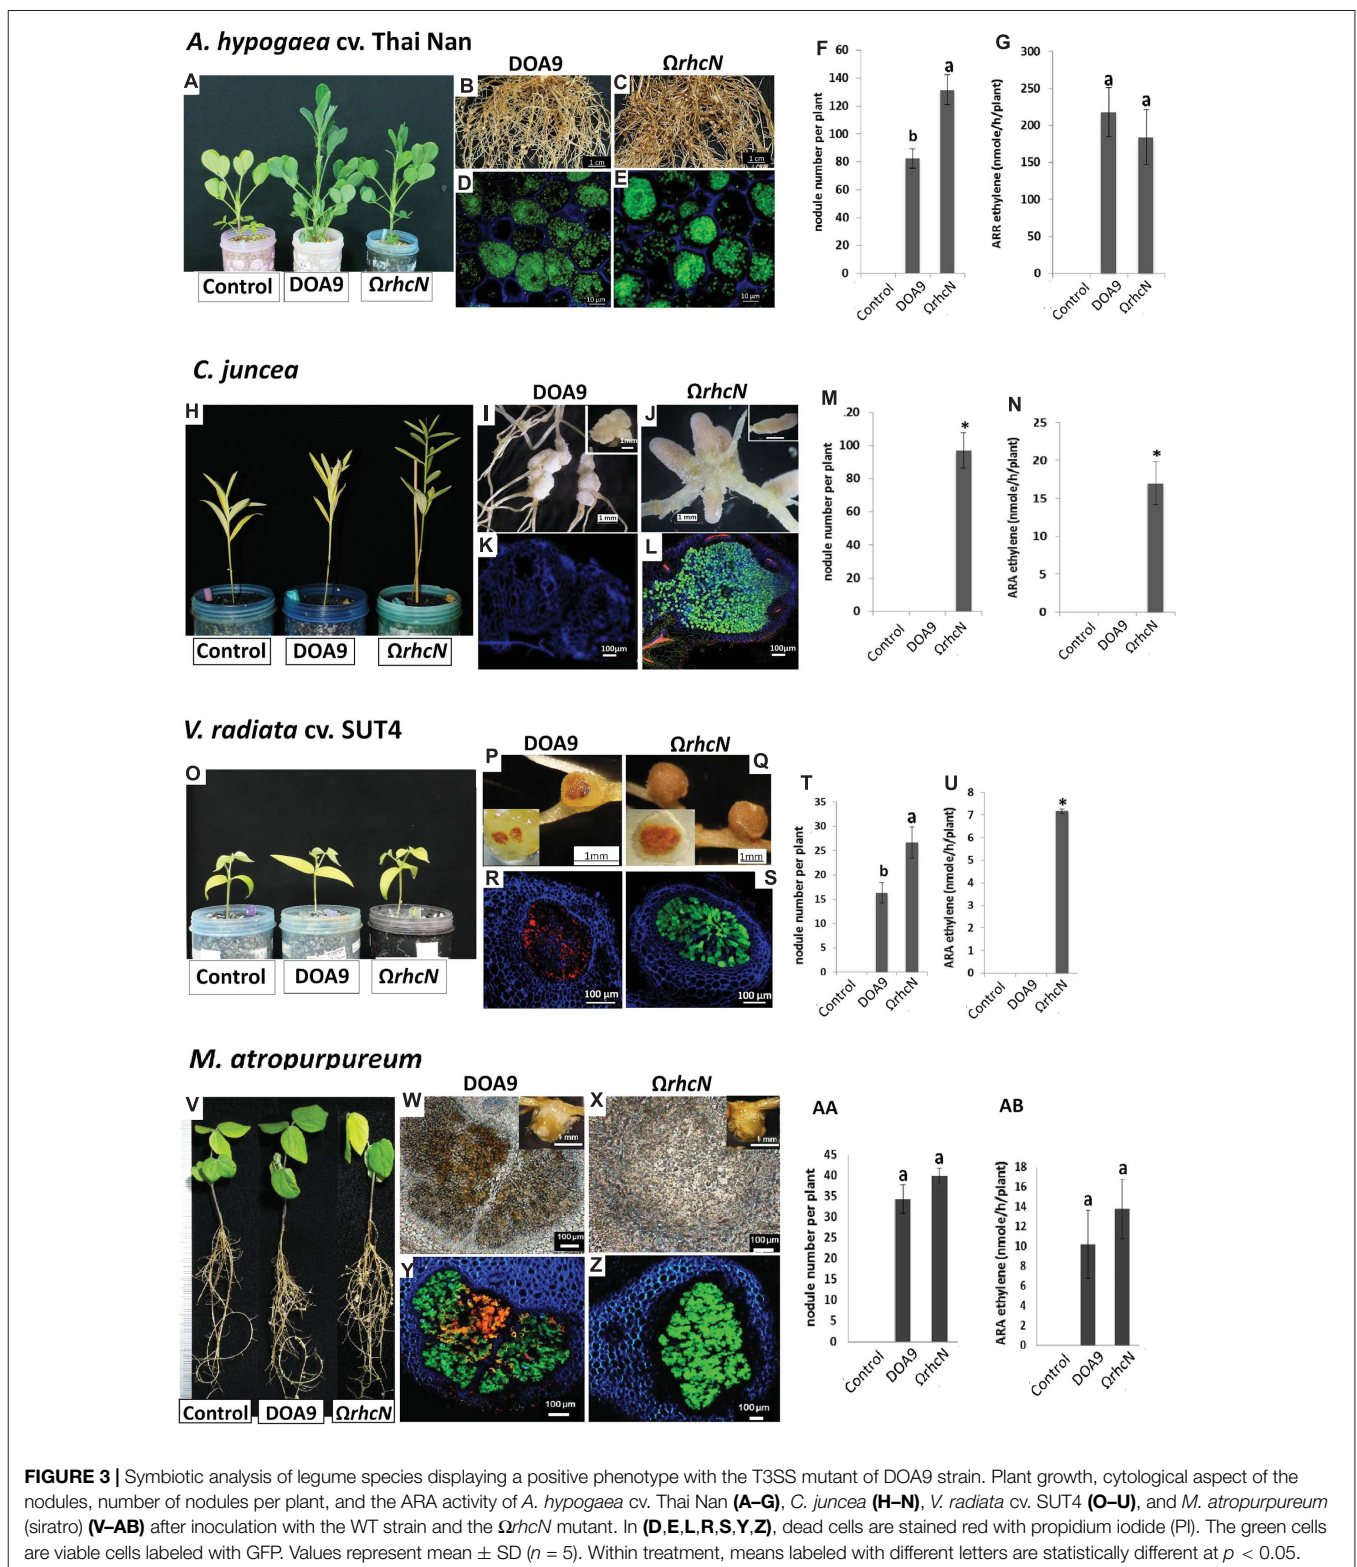 A. hypogaea cv. Thai Nan
DOA9
ΩrhcN
A
B
C
1 cm
1 cm
D
E
10 µm
10 µm
Control
DOA9
ΩrhcN
F
60
140
120
100
80
60
40
20
0
nodule number per plant
b
a
Control
DOA9
ΩrhcN
G
300
250
200
150
100
50
0
ARR ethylene (nmole/h/plant)
a
a
Control
DOA9
ΩrhcN
C. juncea
DOA9
ΩrhcN
H
I
1mm
1 mm
J
1 mm
K
100µm
L
100µm
Control
DOA9
ΩrhcN
M
20
100
80
60
40
20
0
nodule number per plant
*
Control
DOA9
ΩrhcN
N
25
20
15
10
5
0
ARA ethylene (nmole/h/plant)
*
Control
DOA9
ΩrhcN
V. radiata cv. SUT4
DOA9
ΩrhcN
O
P
1mm
Q
1mm
R
100 µm
S
100 µm
Control
DOA9
ΩrhcN
T
35
30
25
20
15
10
5
0
nodule number per plant
b
a
Control
DOA9
ΩrhcN
U
8
7
6
5
4
3
2
1
0
ARA ethylene (nmole/h/plant)
*
Control
DOA9
ΩrhcN
M. atropurpureum
DOA9
ΩrhcN
V
W
1 mm
100 µm
X
1 mm
100 µm
Y
100 µm
Z
100 µm
Control
DOA9
ΩrhcN
AA
45
40
35
30
25
20
15
10
5
0
nodule number per plant
a
a
Control
DOA9
ΩrhcN
AB
18
16
14
12
10
8
6
4
2
0
ARA ethylene (nmole/h/plant)
a
a
Control
DOA9
ΩrhcN
FIGURE 3 | Symbiotic analysis of legume species displaying a positive phenotype with the T3SS mutant of DOA9 strain. Plant growth, cytological aspect of the
nodules, number of nodules per plant, and the ARA activity of A. hypogaea cv. Thai Nan (A–G), C. juncea (H–N), V. radiata cv. SUT4 (O–U), and M. atropurpureum
(siratro) (V–AB) after inoculation with the WT strain and the ΩrhcN mutant. In (D,E,L,R,S,Y,Z), dead cells are stained red with propidium iodide (PI). The green cells
are viable cells labeled with GFP. Values represent mean ± SD (n = 5). Within treatment, means labeled with different letters are statistically different at p < 0.05.